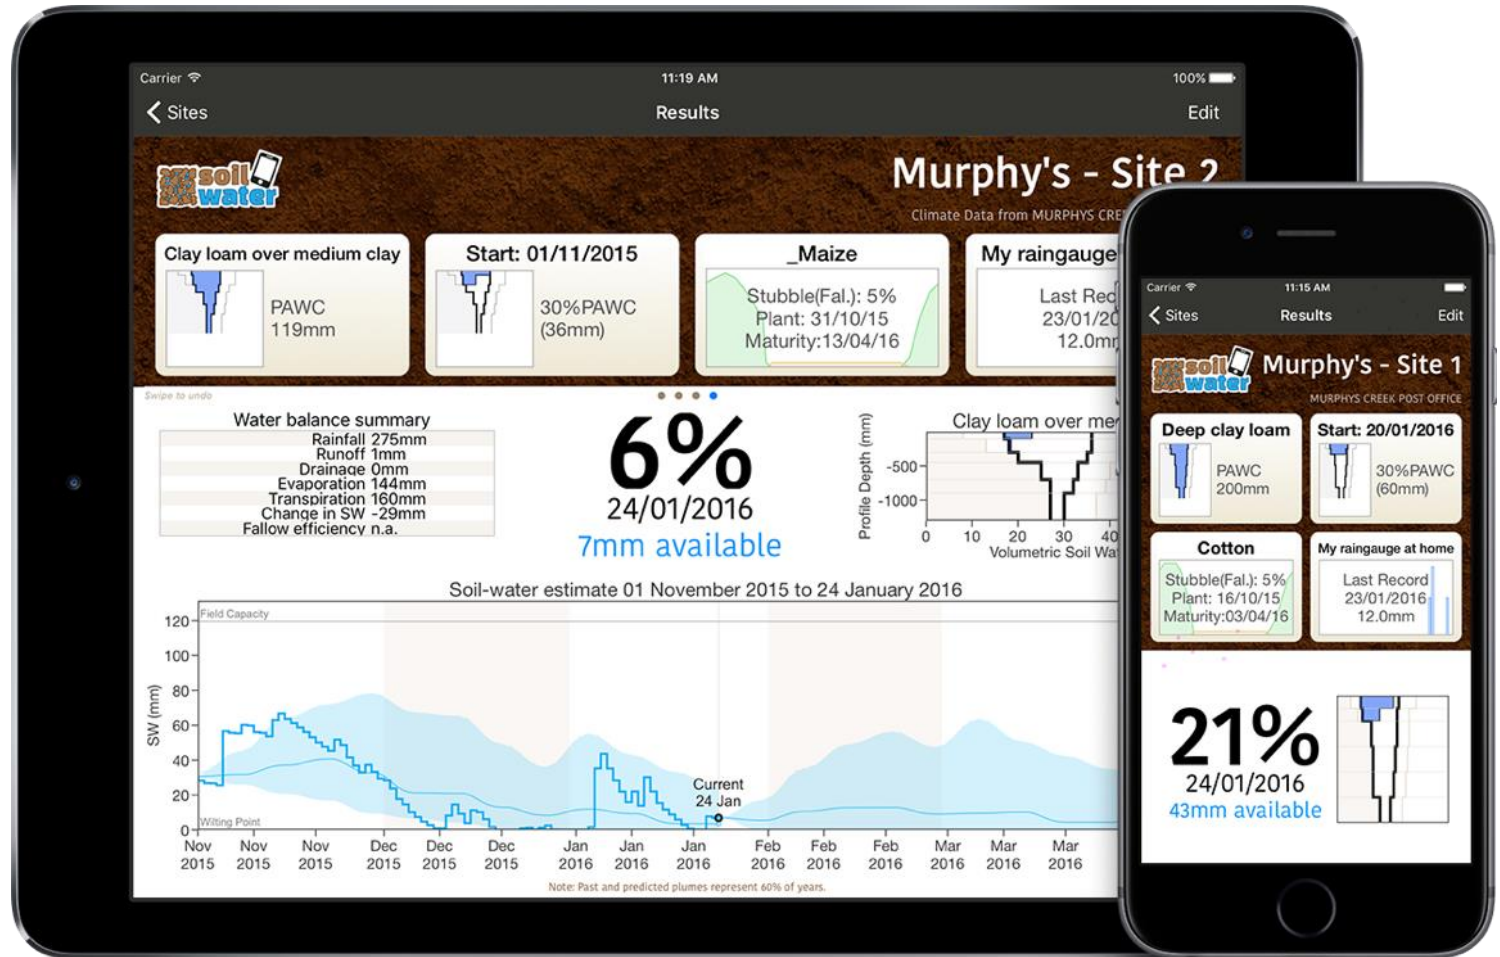 Carrier
11:19 AM
100%
Sites
Results
Edit
my soil
water
Murphy's - Site 2
Climate Data from MURPHYS
Clay loam over medium clay
PAWC
119mm
Start: 01/11/2015
30%PAWC
(36mm)
_Maize
Stubble(Fal.): 5%
Plant: 31/10/15
Maturity:13/04/16
My raingauge
Last
23/01/20
12.0m
Swipe to undo
Water balance summary
Rainfall 275mm
Runoff 1mm
Drainage 0mm
Evaporation 144mm
Transpiration 160mm
Change in SW -29mm
Fallow efficiency n.a.
6%
24/01/2016
7mm available
Clay loam over me
Profile Depth (mm)
-500
-1000
0 10 20 30 40
Volumetric Soil Wa
Soil-water estimate 01 November 2015 to 24 January 2016
SW (mm)
120
100
80
60
40
20
0
Field Capacity
Wilting Point
Current
24 Jan
Nov Nov Nov Dec Dec Dec Jan Jan Jan Feb Feb Feb Mar Mar Mar
2015 2015 2015 2015 2015 2015 2016 2016 2016 2016 2016 2016 2016 2016 2016
Note: Past and predicted plumes represent 60% of years.
Carrier
11:15 AM
Sites
Results
Edit
my soil
water
Murphy's - Site 1
MURPHYS CREEK POST OFFICE
Deep clay loam
PAWC
200mm
Start: 20/01/2016
30%PAWC
(60mm)
Cotton
Stubble(Fal.): 5%
Plant: 16/10/15
Maturity:03/04/16
My raingauge at home
Last Record
23/01/2016
12.0mm
21%
24/01/2016
43mm available